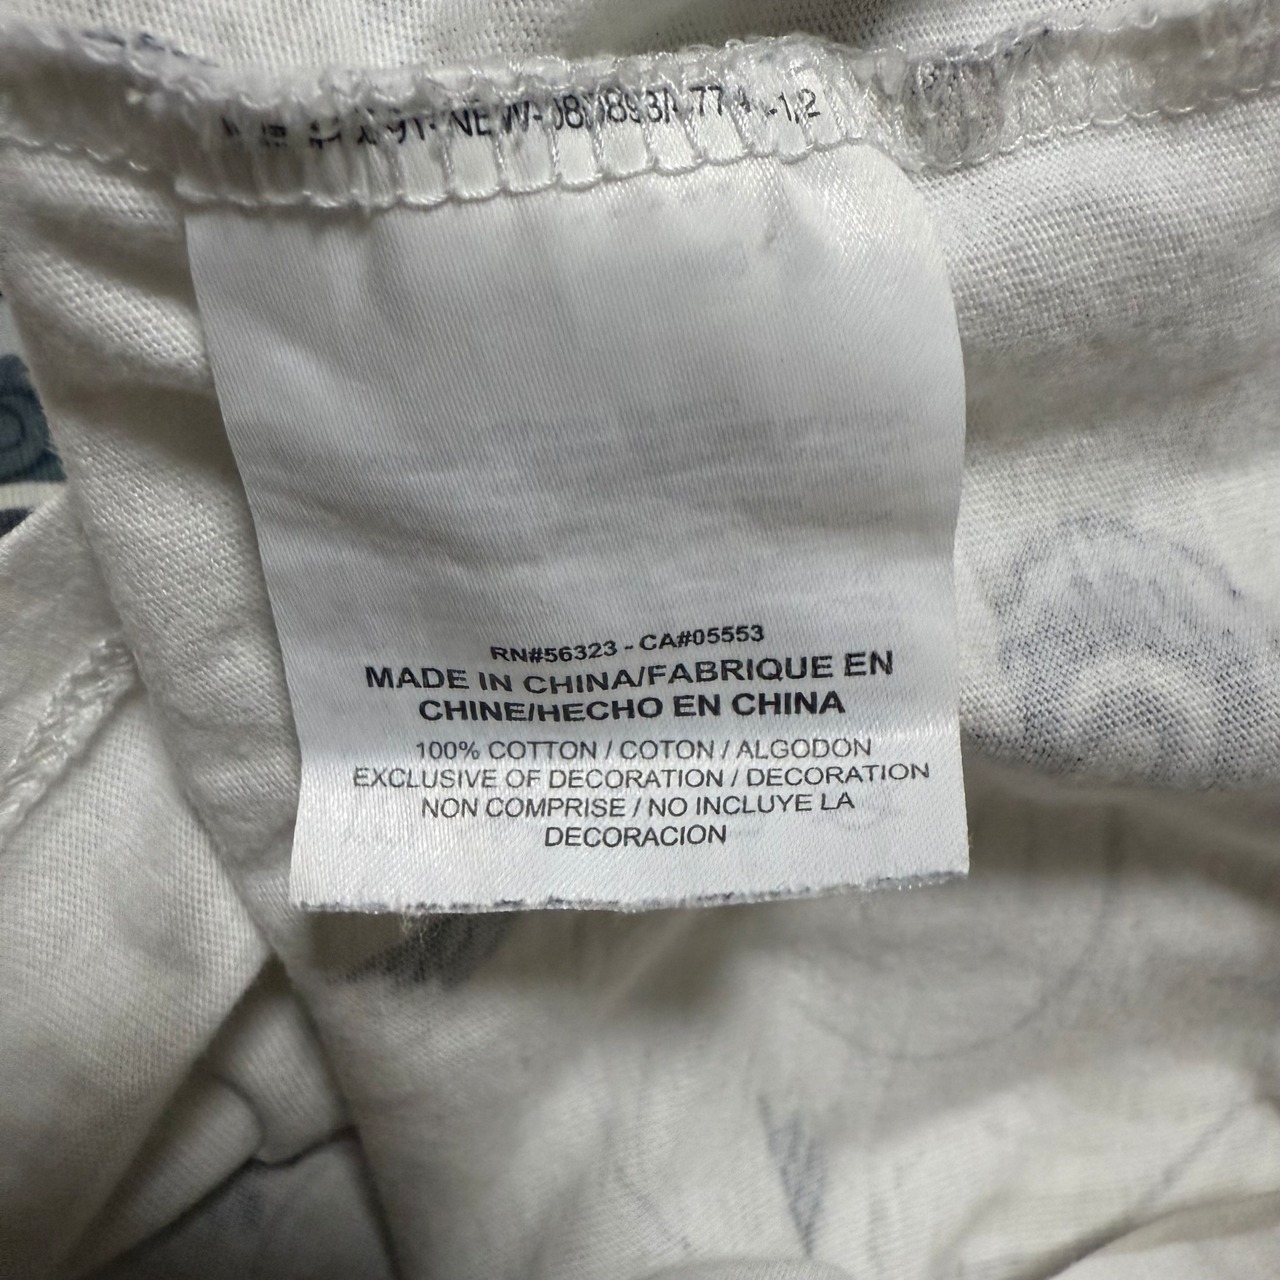 RN#56323 - CA#05553
MADE IN CHINA/FABRIQUE EN
CHINE/HECHO EN CHINA
100% COTTON / COTON / ALGODON
EXCLUSIVE OF DECORATION / DECORATION
NON COMPRISE / NO INCLUYE LA
DECORACION